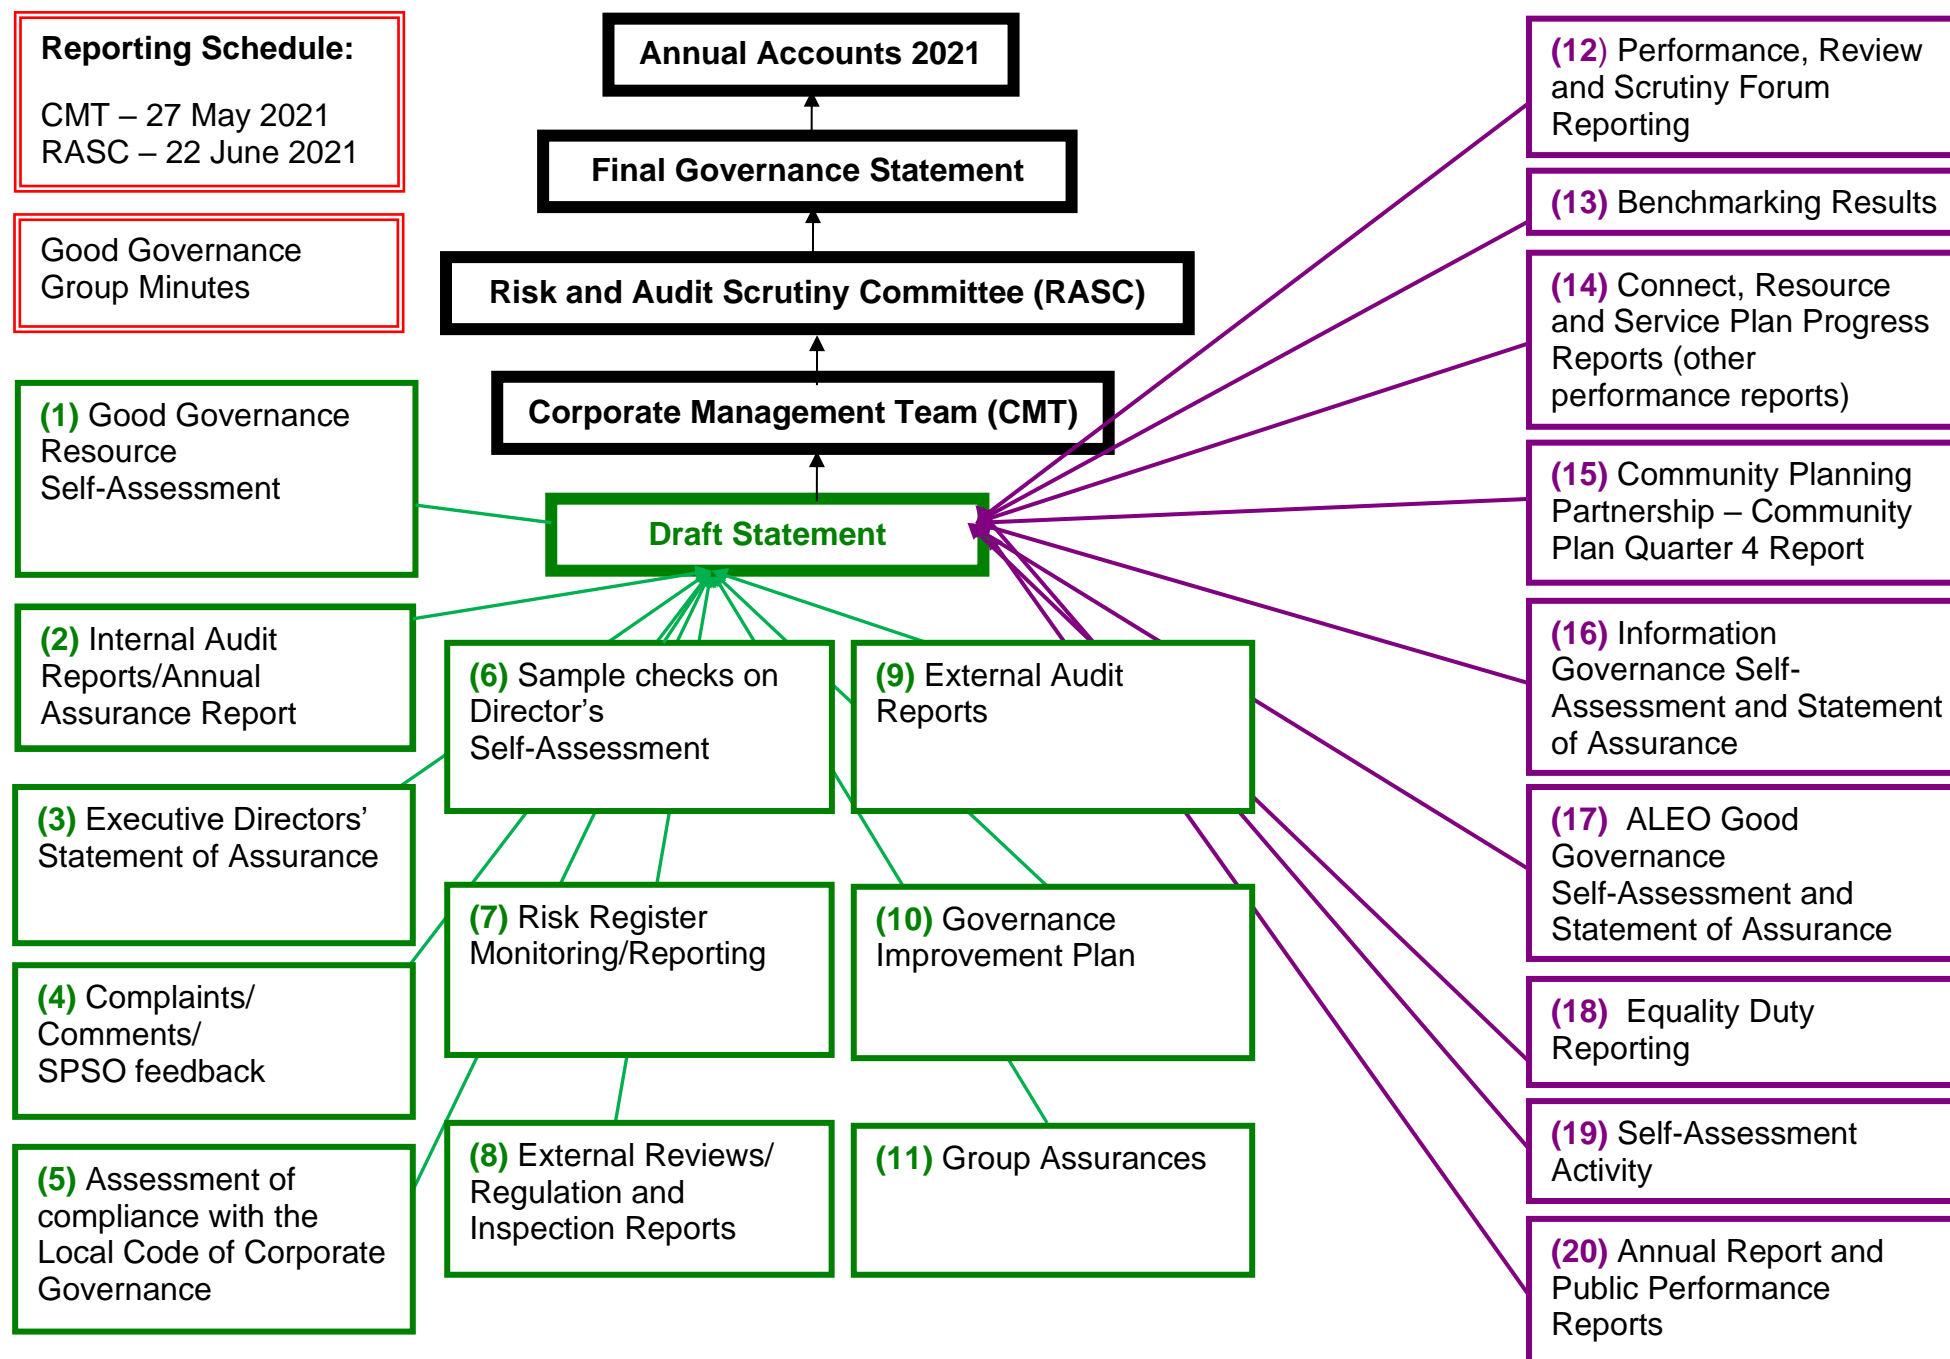 Reporting Schedule:
CMT – 27 May 2021
RASC – 22 June 2021
Good Governance
Group Minutes
Annual Accounts 2021
Final Governance Statement
Risk and Audit Scrutiny Committee (RASC)
Corporate Management Team (CMT)
Draft Statement
(1) Good Governance
Resource
Self-Assessment
(2) Internal Audit
Reports/Annual
Assurance Report
(3) Executive Directors’
Statement of Assurance
(4) Complaints/
Comments/
SPSO feedback
(5) Assessment of
compliance with the
Local Code of Corporate
Governance
(6) Sample checks on
Director’s
Self-Assessment
(7) Risk Register
Monitoring/Reporting
(8) External Reviews/
Regulation and
Inspection Reports
(9) External Audit
Reports
(10) Governance
Improvement Plan
(11) Group Assurances
(12) Performance, Review
and Scrutiny Forum
Reporting
(13) Benchmarking Results
(14) Connect, Resource
and Service Plan Progress
Reports (other
performance reports)
(15) Community Planning
Partnership – Community
Plan Quarter 4 Report
(16) Information
Governance Self-
Assessment and Statement
of Assurance
(17) ALEO Good
Governance
Self-Assessment and
Statement of Assurance
(18) Equality Duty
Reporting
(19) Self-Assessment
Activity
(20) Annual Report and
Public Performance
Reports